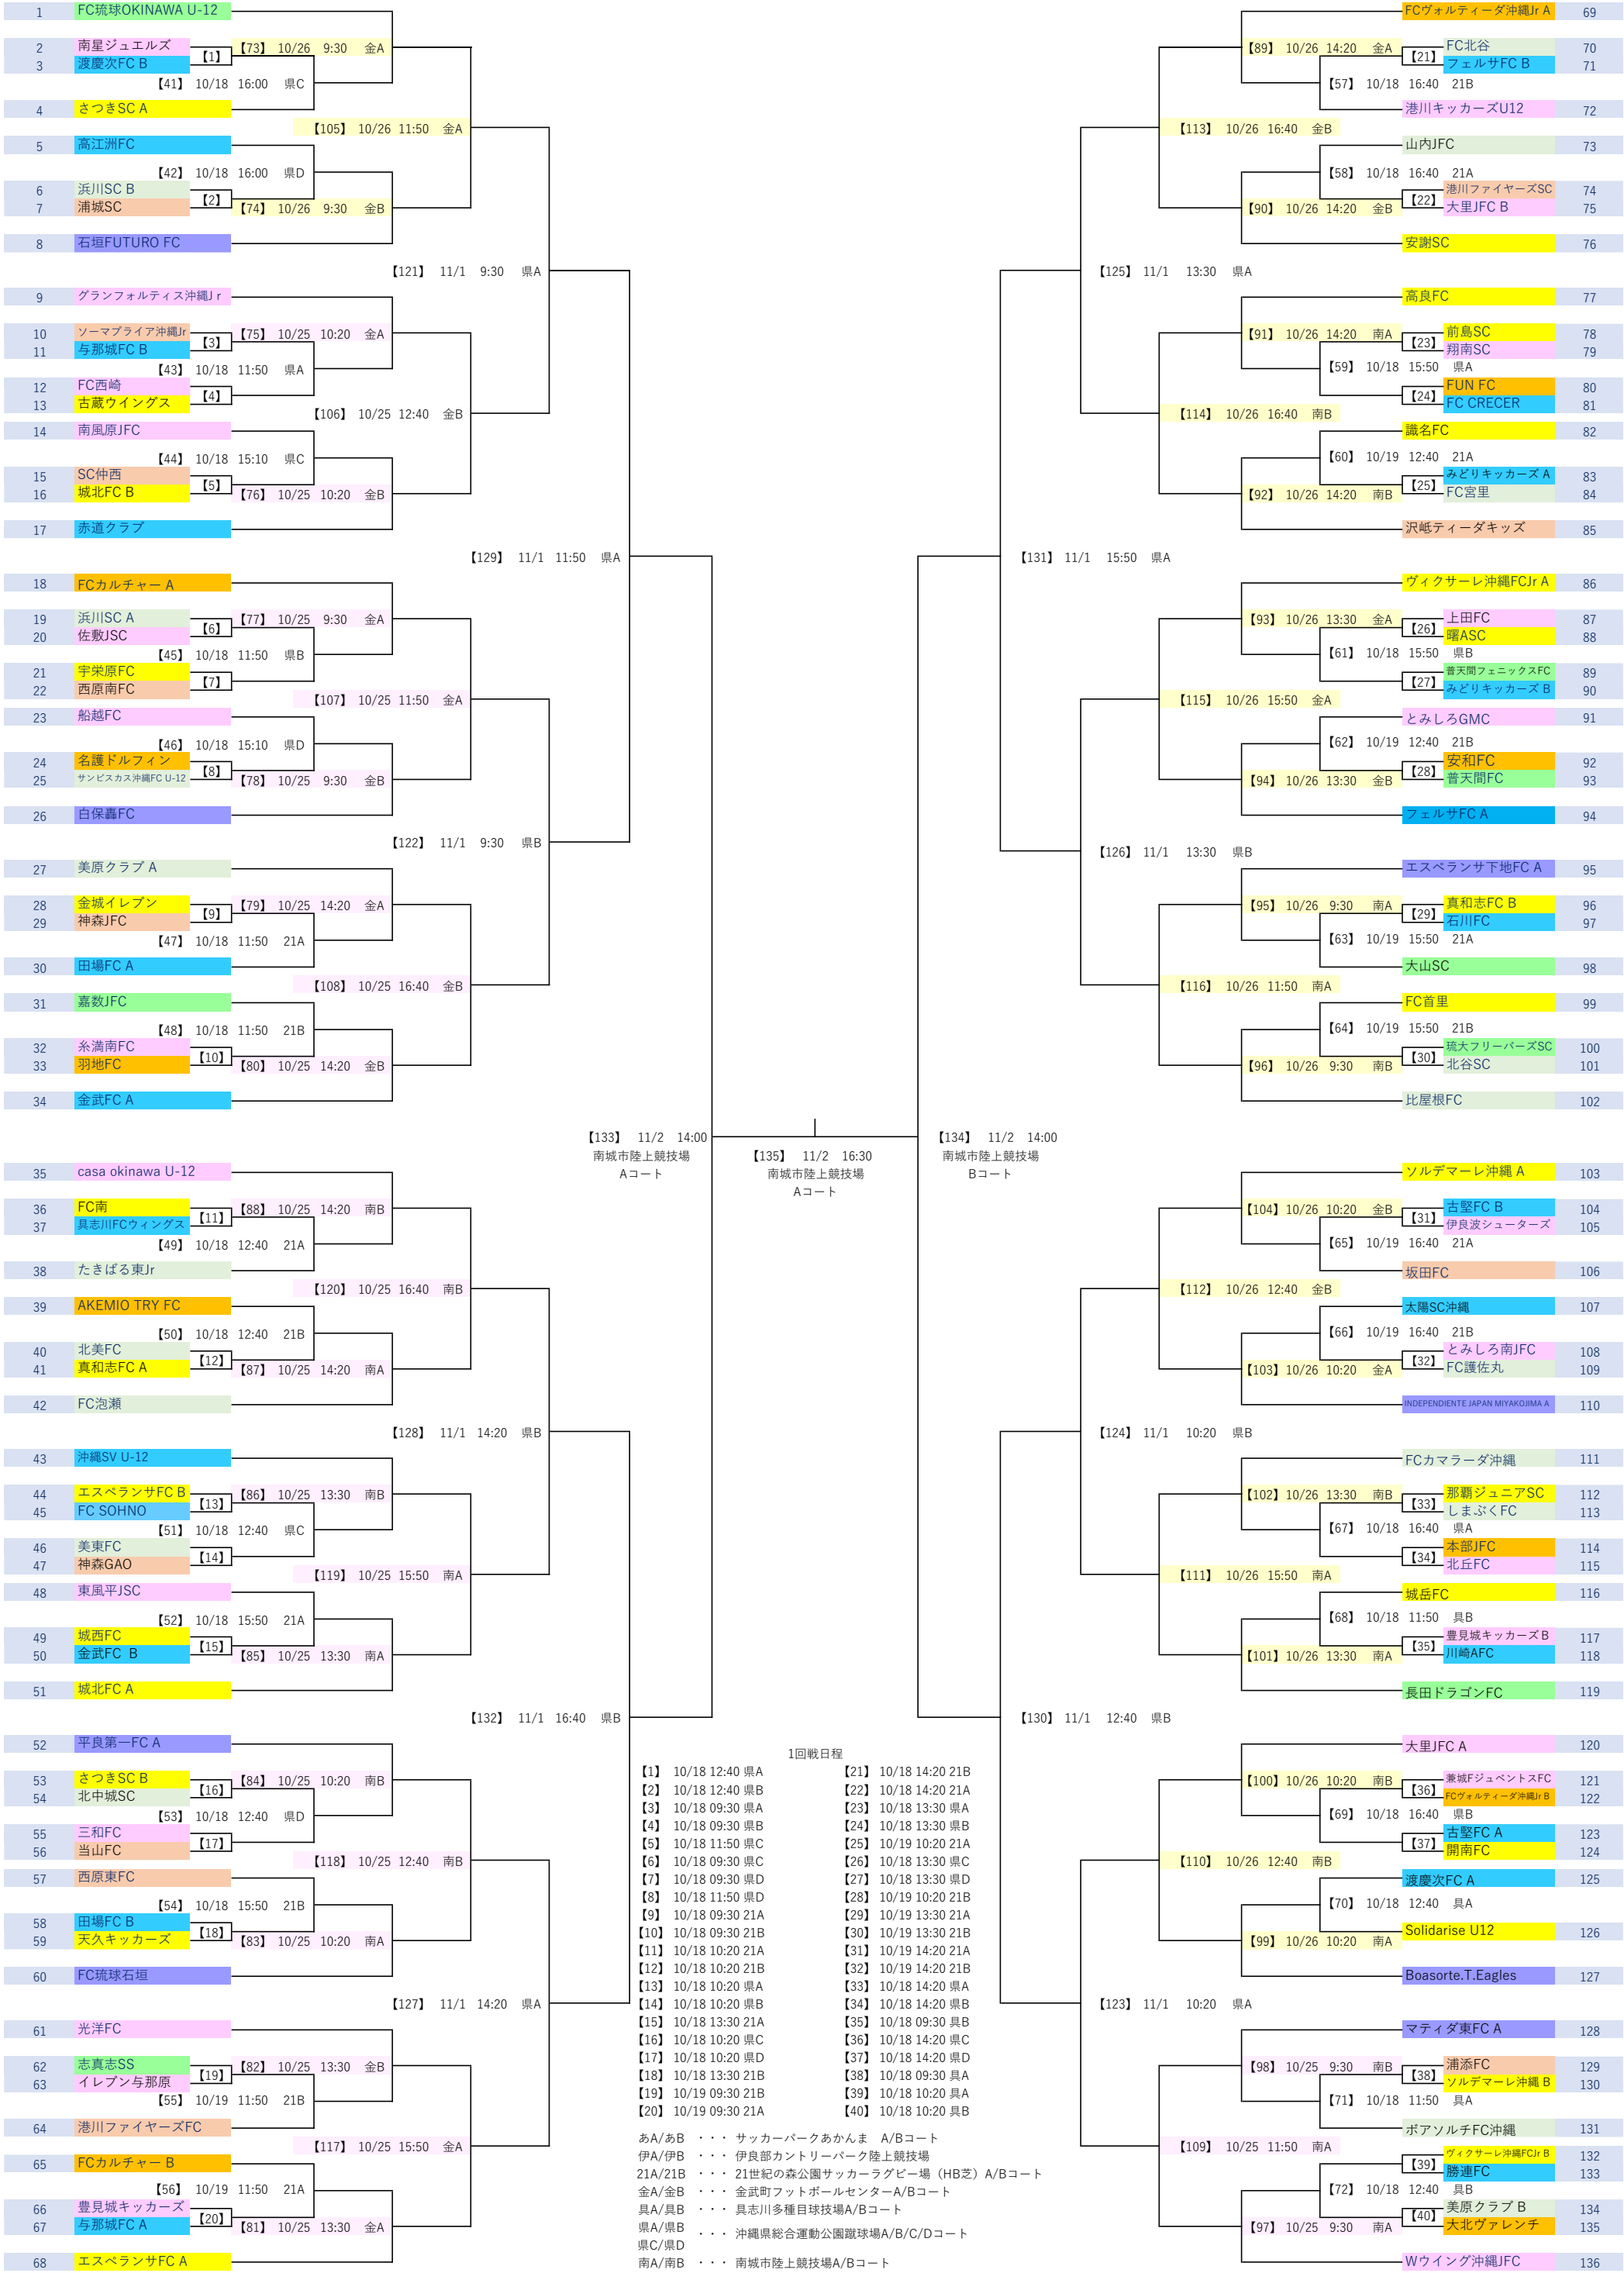 1 FC琉球OKINAWA U-12
2 南星ジュエルズ
【1】
3 渡慶次FC B
【73】 10/26 9:30 金A
【41】 10/18 16:00 県C
4 さつきSC A
【105】 10/26 11:50 金A
5 高江洲FC
【42】 10/18 16:00 県D
6 浜川SC B
【2】
7 浦城SC
【74】 10/26 9:30 金B
8 石垣FUTURO FC
【121】 11/1 9:30 県A
9 グランフォルティス沖縄Jr
10 ソーマプライア沖縄Jr
【3】
11 与那城FC B
【75】 10/25 10:20 金A
【43】 10/18 11:50 県A
12 FC西崎
【4】
13 古蔵ウイングス
【106】 10/25 12:40 金B
14 南風原JFC
【44】 10/18 15:10 県C
15 SC仲西
【5】
16 城北FC B
【76】 10/25 10:20 金B
17 赤道クラブ
【129】 11/1 11:50 県A
18 FCカルチャー A
19 浜川SC A
【6】
20 佐敷JSC
【77】 10/25 9:30 金A
【45】 10/18 11:50 県B
21 宇栄原FC
【7】
22 西原南FC
【107】 10/25 11:50 金A
23 船越FC
【46】 10/18 15:10 県D
24 名護ドルフィン
【8】
25 サンビスカス沖縄FC U-12
【78】 10/25 9:30 金B
26 白保轟FC
【122】 11/1 9:30 県B
27 美原クラブ A
28 金城イレブン
【9】
29 神森JFC
【79】 10/25 14:20 金A
【47】 10/18 11:50 21A
30 田場FC A
【108】 10/25 16:40 金B
31 嘉数JFC
【48】 10/18 11:50 21B
32 糸満南FC
【10】
33 羽地FC
【80】 10/25 14:20 金B
34 金武FC A
【133】 11/2 14:00
南城市陸上競技場
Aコート
35 casa okinawa U-12
36 FC南
【11】
37 具志川FCウィングス
【88】 10/25 14:20 南B
【49】 10/18 12:40 21A
38 たきばる東Jr
【120】 10/25 16:40 南B
39 AKEMIO TRY FC
【50】 10/18 12:40 21B
40 北美FC
【12】
41 真和志FC A
【87】 10/25 14:20 南A
42 FC泡瀬
【128】 11/1 14:20 県B
43 沖縄SV U-12
44 エスペランサFC B
【13】
45 FC SOHNO
【86】 10/25 13:30 南B
【51】 10/18 12:40 県C
46 美東FC
【14】
47 神森GAO
【119】 10/25 15:50 南A
48 東風平JSC
【52】 10/18 15:50 21A
49 城西FC
【15】
50 金武FC B
【85】 10/25 13:30 南A
51 城北FC A
【132】 11/1 16:40 県B
52 平良第一FC A
53 さつきSC B
【16】
54 北中城SC
【84】 10/25 10:20 南B
【53】 10/18 12:40 県D
55 三和FC
【17】
56 当山FC
【118】 10/25 12:40 南B
57 西原東FC
【54】 10/18 15:50 21B
58 田場FC B
【18】
59 天久キッカーズ
【83】 10/25 10:20 南A
60 FC琉球石垣
【127】 11/1 14:20 県A
61 光洋FC
62 志真志SS
【19】
63 イレブン与那原
【82】 10/25 13:30 金B
【55】 10/19 11:50 21B
64 港川ファイヤーズFC
【117】 10/25 15:50 金A
65 FCカルチャー B
【56】 10/19 11:50 21A
66 豊見城キッカーズ
【20】
67 与那城FC A
【81】 10/25 13:30 金A
68 エスペランサFC A
【135】 11/2 16:30
南城市陸上競技場
Aコート
1回戦日程
【1】 10/18 12:40 県A
【2】 10/18 12:40 県B
【3】 10/18 09:30 県A
【4】 10/18 09:30 県B
【5】 10/18 11:50 県C
【6】 10/18 09:30 県C
【7】 10/18 09:30 県D
【8】 10/18 11:50 県D
【9】 10/18 09:30 21A
【10】 10/18 09:30 21B
【11】 10/18 10:20 21A
【12】 10/18 10:20 21B
【13】 10/18 10:20 県A
【14】 10/18 10:20 県B
【15】 10/18 13:30 21A
【16】 10/18 10:20 県C
【17】 10/18 10:20 県D
【18】 10/18 13:30 21B
【19】 10/19 09:30 21B
【20】 10/19 09:30 21A
【21】 10/18 14:20 21B
【22】 10/18 14:20 21A
【23】 10/18 13:30 県A
【24】 10/18 13:30 県B
【25】 10/19 10:20 21A
【26】 10/18 13:30 県C
【27】 10/18 13:30 県D
【28】 10/19 10:20 21B
【29】 10/19 13:30 21A
【30】 10/19 13:30 21B
【31】 10/19 14:20 21A
【32】 10/19 14:20 21B
【33】 10/18 14:20 県A
【34】 10/18 14:20 県B
【35】 10/18 09:30 具B
【36】 10/18 14:20 県C
【37】 10/18 14:20 県D
【38】 10/18 09:30 具A
【39】 10/18 10:20 具A
【40】 10/18 10:20 具B
あA/あB ・・・ サッカーパークあかんま A/Bコート
伊A/伊B ・・・ 伊良部カントリーパーク陸上競技場
21A/21B ・・・ 21世紀の森公園サッカーラグビー場（HB芝）A/Bコート
金A/金B ・・・ 金武町フットボールセンターA/Bコート
具A/具B ・・・ 具志川多種目球技場A/Bコート
県A/県B
県C/県D ・・・ 沖縄県総合運動公園蹴球場A/B/C/Dコート
南A/南B ・・・ 南城市陸上競技場A/Bコート
FCヴォルティーダ沖縄Jr A 69
【89】 10/26 14:20 金A
FC北谷 70
【21】
フェルサFC B 71
【57】 10/18 16:40 21B
港川キッカーズU12 72
【113】 10/26 16:40 金B
山内JFC 73
【58】 10/18 16:40 21A
港川ファイヤーズSC 74
【22】
大里JFC B 75
【90】 10/26 14:20 金B
安謝SC 76
【125】 11/1 13:30 県A
高良FC 77
【91】 10/26 14:20 南A
前島SC 78
【23】
翔南SC 79
【59】 10/18 15:50 県A
FUN FC 80
【24】
FC CRECER 81
【114】 10/26 16:40 南B
識名FC 82
【60】 10/19 12:40 21A
みどりキッカーズ A 83
【25】
FC宮里 84
【92】 10/26 14:20 南B
沢岻ティーダキッズ 85
【131】 11/1 15:50 県A
ヴィクサーレ沖縄FCJr A 86
【93】 10/26 13:30 金A
上田FC 87
【26】
曙ASC 88
【61】 10/18 15:50 県B
普天間フェニックスFC 89
【27】
みどりキッカーズ B 90
【115】 10/26 15:50 金A
とみしろGMC 91
【62】 10/19 12:40 21B
安和FC 92
【28】
普天間FC 93
【94】 10/26 13:30 金B
フェルサFC A 94
【126】 11/1 13:30 県B
エスペランサ下地FC A 95
【95】 10/26 9:30 南A
真和志FC B 96
【29】
石川FC 97
【63】 10/19 15:50 21A
大山SC 98
【116】 10/26 11:50 南A
FC首里 99
【64】 10/19 15:50 21B
琉大フリーバーズSC 100
【30】
北谷SC 101
【96】 10/26 9:30 南B
比屋根FC 102
【134】 11/2 14:00
南城市陸上競技場
Bコート
ソルデマーレ沖縄 A 103
【104】 10/26 10:20 金B
古堅FC B 104
【31】
伊良波シューターズ 105
【65】 10/19 16:40 21A
坂田FC 106
【112】 10/26 12:40 金B
太陽SC沖縄 107
【66】 10/19 16:40 21B
とみしろ南JFC 108
【32】
FC護佐丸 109
【103】 10/26 10:20 金A
INDEPENDIENTE JAPAN MIYAKOJIMA A 110
【124】 11/1 10:20 県B
FCカマラーダ沖縄 111
【102】 10/26 13:30 南B
那覇ジュニアSC 112
【33】
しまぶくFC 113
【67】 10/18 16:40 県A
本部JFC 114
【34】
北丘FC 115
【111】 10/26 15:50 南A
城岳FC 116
【68】 10/18 11:50 具B
豊見城キッカーズ B 117
【35】
川崎AFC 118
【101】 10/26 13:30 南A
長田ドラゴンFC 119
【130】 11/1 12:40 県B
大里JFC A 120
【100】 10/26 10:20 南B
兼城FジュベントスFC 121
【36】
FCヴォルティーダ沖縄Jr B 122
【69】 10/18 16:40 県B
古堅FC A 123
【37】
開南FC 124
【110】 10/26 12:40 南B
渡慶次FC A 125
【70】 10/18 12:40 具A
Solidarise U12 126
【99】 10/26 10:20 南A
Boasorte.T.Eagles 127
【123】 11/1 10:20 県A
マティダ東FC A 128
【98】 10/25 9:30 南B
浦添FC 129
【38】
ソルデマーレ沖縄 B 130
【71】 10/18 11:50 具A
ボアソルチFC沖縄 131
【109】 10/25 11:50 南A
ヴィクサーレ沖縄FCJr B 132
【39】
勝連FC 133
【72】 10/18 12:40 具B
美原クラブ B 134
【40】
大北ヴァレンチ 135
【97】 10/25 9:30 南A
Wウイング沖縄JFC 136